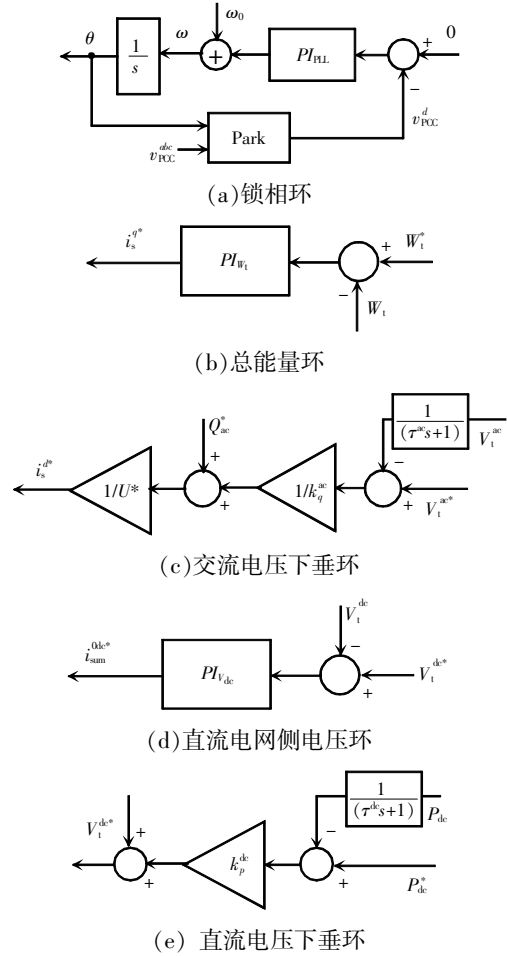 θ ω ω₀ 0
1/s + PI_PLL + −
Park v_PCC^d
v_PCC^abc
(a)锁相环
i_s^q* PI_Wt + W_t*
− W_t
(b)总能量环
Q_ac* 1/(τ^ac s+1) V_t^ac
i_s^d* 1/U* + + 1/k_q^ac − + V_t^ac*
(c)交流电压下垂环
V_t^dc
i_sum^0dc* PI_Vdc − + V_t^dc*
(d)直流电网侧电压环
1/(τ^dc s+1) P_dc
V_t^dc* + + k_p^dc − + P_dc*
(e) 直流电压下垂环